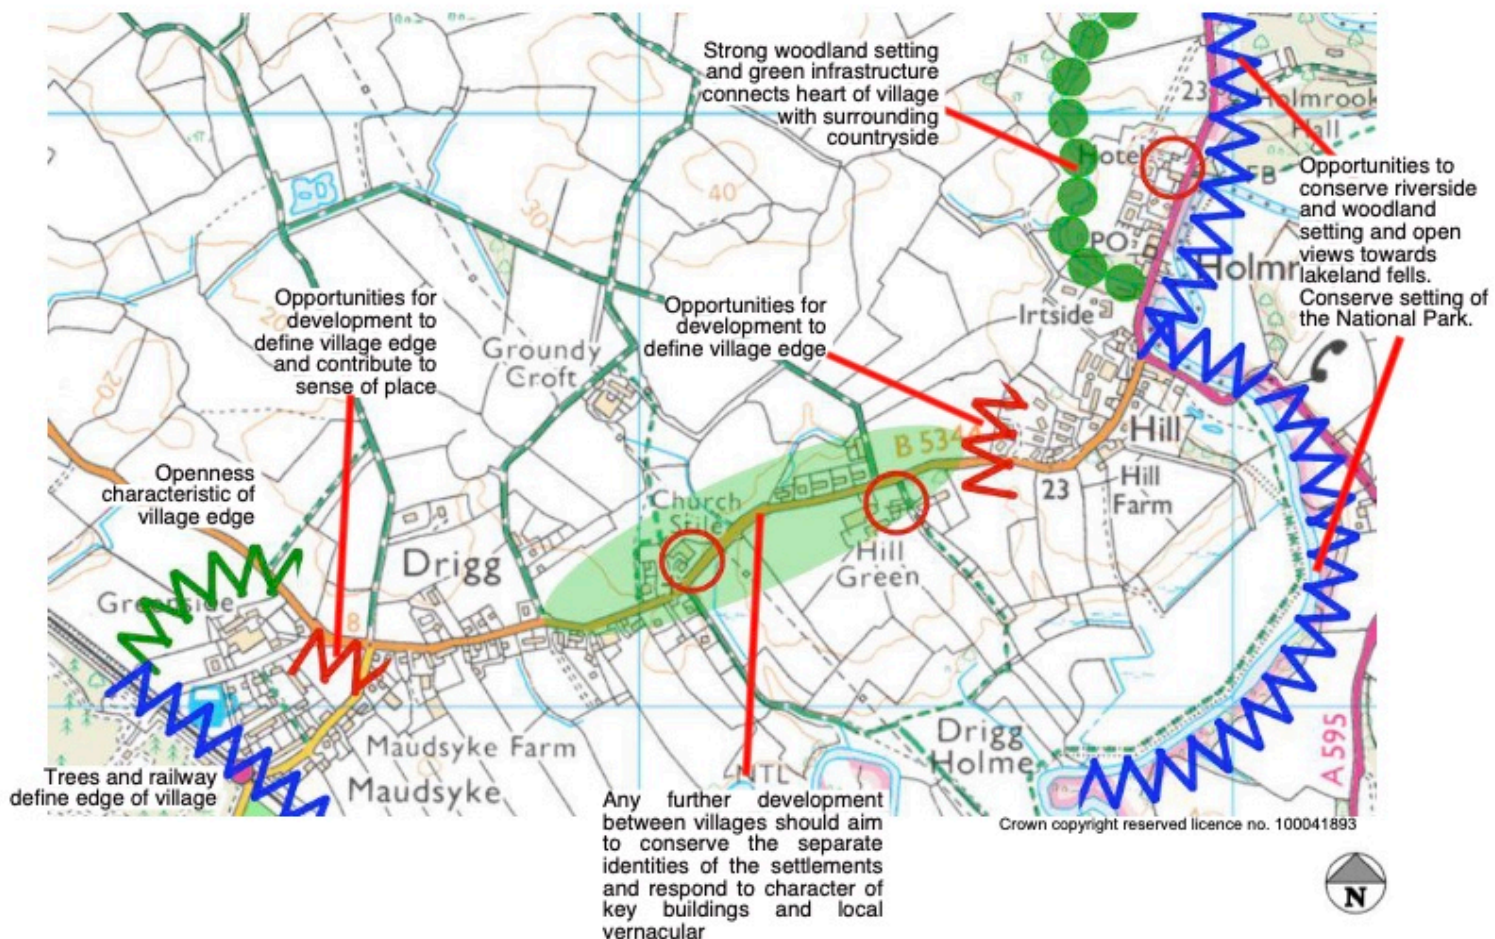 Strong woodland setting
and green infrastructure
connects heart of village
with surrounding
countryside
23
Holmrook
Hall
Hotel
FB
40
30
Opportunities to
conserve riverside
and woodland
setting and open
views towards
lakeland fells.
Conserve setting of
the National Park.
PO
Holmr
Irtside
Opportunities for
development to
define village edge
and contribute to
sense of place
20
Opportunities for
development to
define village edge
Groundy
Croft
20
B 5344
Hill
Openness
characteristic of
village edge
Church
Stile
23
Hill
Farm
Drigg
Hill
Green
Greenside
8
Drigg
Holme
A 595
Maudsyke Farm
Maudsyke
Trees and railway
define edge of village
NTL
Any further development
between villages should aim
to conserve the separate
identities of the settlements
and respond to character of
key buildings and local
vernacular
Crown copyright reserved licence no. 100041893
N